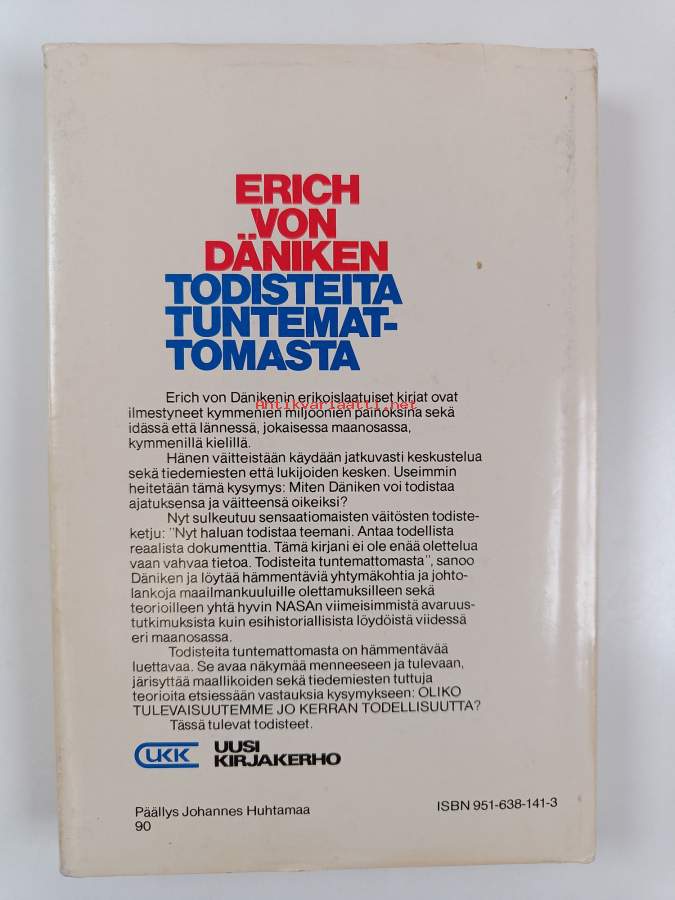 ERICH
VON
DÄNIKEN
TODISTEITA
TUNTEMAT-
TOMASTA
Erich von Dänikenin erikoislaatuiset kirjat ovat
Antikvariaatti.net
ilmestyneet kymmenien miljoonien painoksina sekä
idässä että lännessä, jokaisessa maanosassa,
kymmenillä kielillä.
Hänen väitteistään käydään jatkuvasti keskustelua
sekä tiedemiesten että lukijoiden kesken. Useimmin
heitetään tämä kysymys: Miten Däniken voi todistaa
ajatuksensa ja väitteensä oikeiksi?
Nyt sulkeutuu sensaatiomaisten väitösten todiste-
ketju: "Nyt haluan todistaa teemani. Antaa todellista
reaalista dokumenttia. Tämä kirjani ei ole enää olettelua
vaan vahvaa tietoa. Todisteita tuntemattomasta", sanoo
Däniken ja löytää hämmentäviä yhtymäkohtia ja johto-
lankoja maailmankuuluille olettamuksilleen sekä
teorioilleen yhtä hyvin NASAn viimeisimmistä avaruus-
tutkimuksista kuin esihistoriallisista löydöistä viidessä
eri maanosassa.
Todisteita tuntemattomasta on hämmentävää
luettavaa. Se avaa näkymää menneeseen ja tulevaan,
järisyttää maallikoiden sekä tiedemiesten tuttuja
teorioita etsiessään vastauksia kysymykseen: OLIKO
TULEVAISUUTEMME JO KERRAN TODELLISUUTTA?
Tässä tulevat todisteet.
UKK UUSI
KIRJAKERHO
Päällys Johannes Huhtamaa
90
ISBN 951-638-141-3